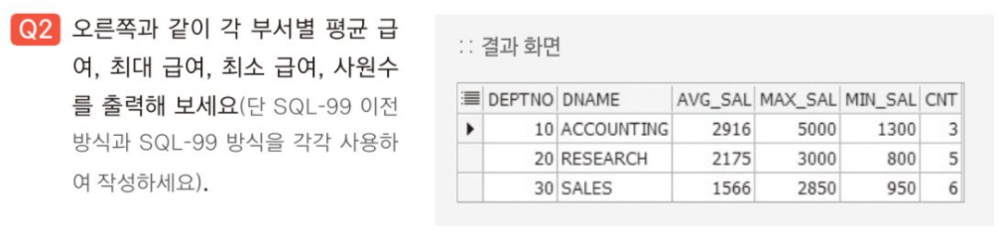 Q2 오른쪽과 같이 각 부서별 평균 급
여, 최대 급여, 최소 급여, 사원수
를 출력해 보세요(단 SQL-99 이전
방식과 SQL-99 방식을 각각 사용하
여 작성하세요).
:: 결과 화면
DEPTNO DNAME AVG_SAL MAX_SAL MIN_SAL CNT
10 ACCOUNTING 2916 5000 1300 3
20 RESEARCH 2175 3000 800 5
30 SALES 1566 2850 950 6